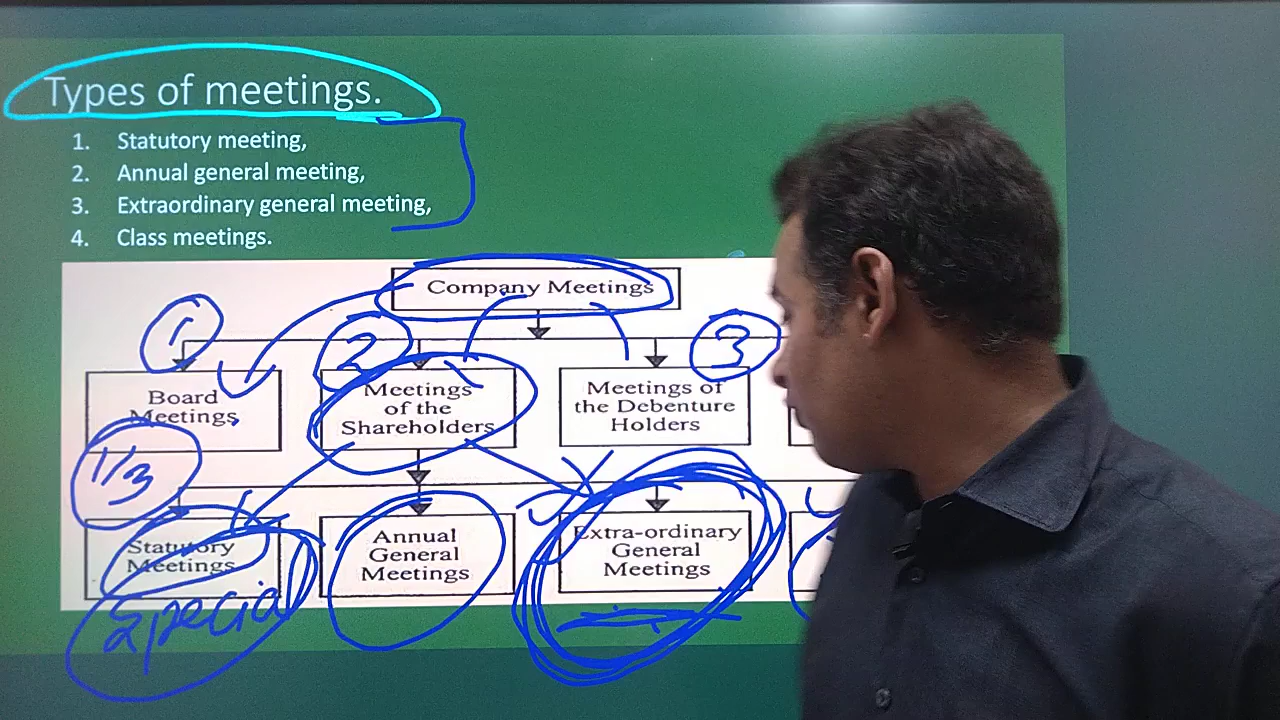 Types of meetings.
1. Statutory meeting,
2. Annual general meeting,
3. Extraordinary general meeting,
4. Class meetings.
Company Meetings
1
2
3
Board
Meetings
Meetings
of the
Shareholders
Meetings of
the Debenture
Holders
1/3
Statutory
Meetings
Annual
General
Meetings
Extra-ordinary
General
Meetings
Special